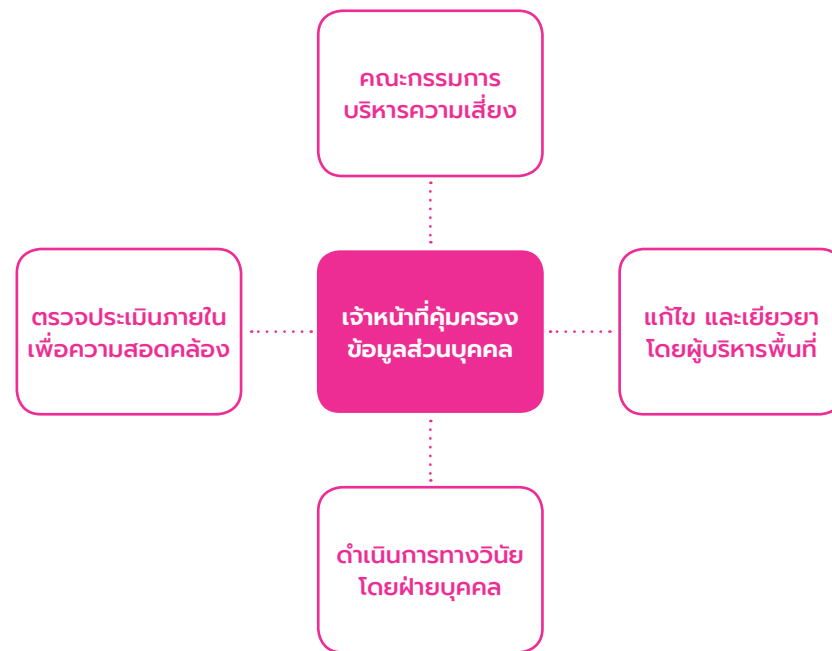 คณะกรรมการ
บริหารความเสี่ยง
ตรวจประเมินภายใน
เพื่อความสอดคล้อง
เจ้าหน้าที่คุ้มครอง
ข้อมูลส่วนบุคคล
แก้ไข และเยียวยา
โดยผู้บริหารพื้นที่
ดำเนินการทางวินัย
โดยฝ่ายบุคคล